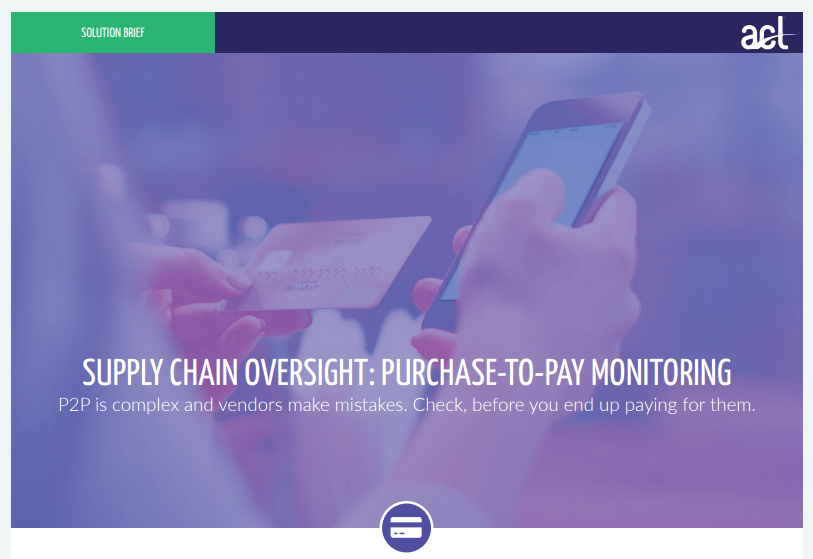 SOLUTION BRIEF
act
SUPPLY CHAIN OVERSIGHT: PURCHASE-TO-PAY MONITORING
P2P is complex and vendors make mistakes. Check, before you end up paying for them.